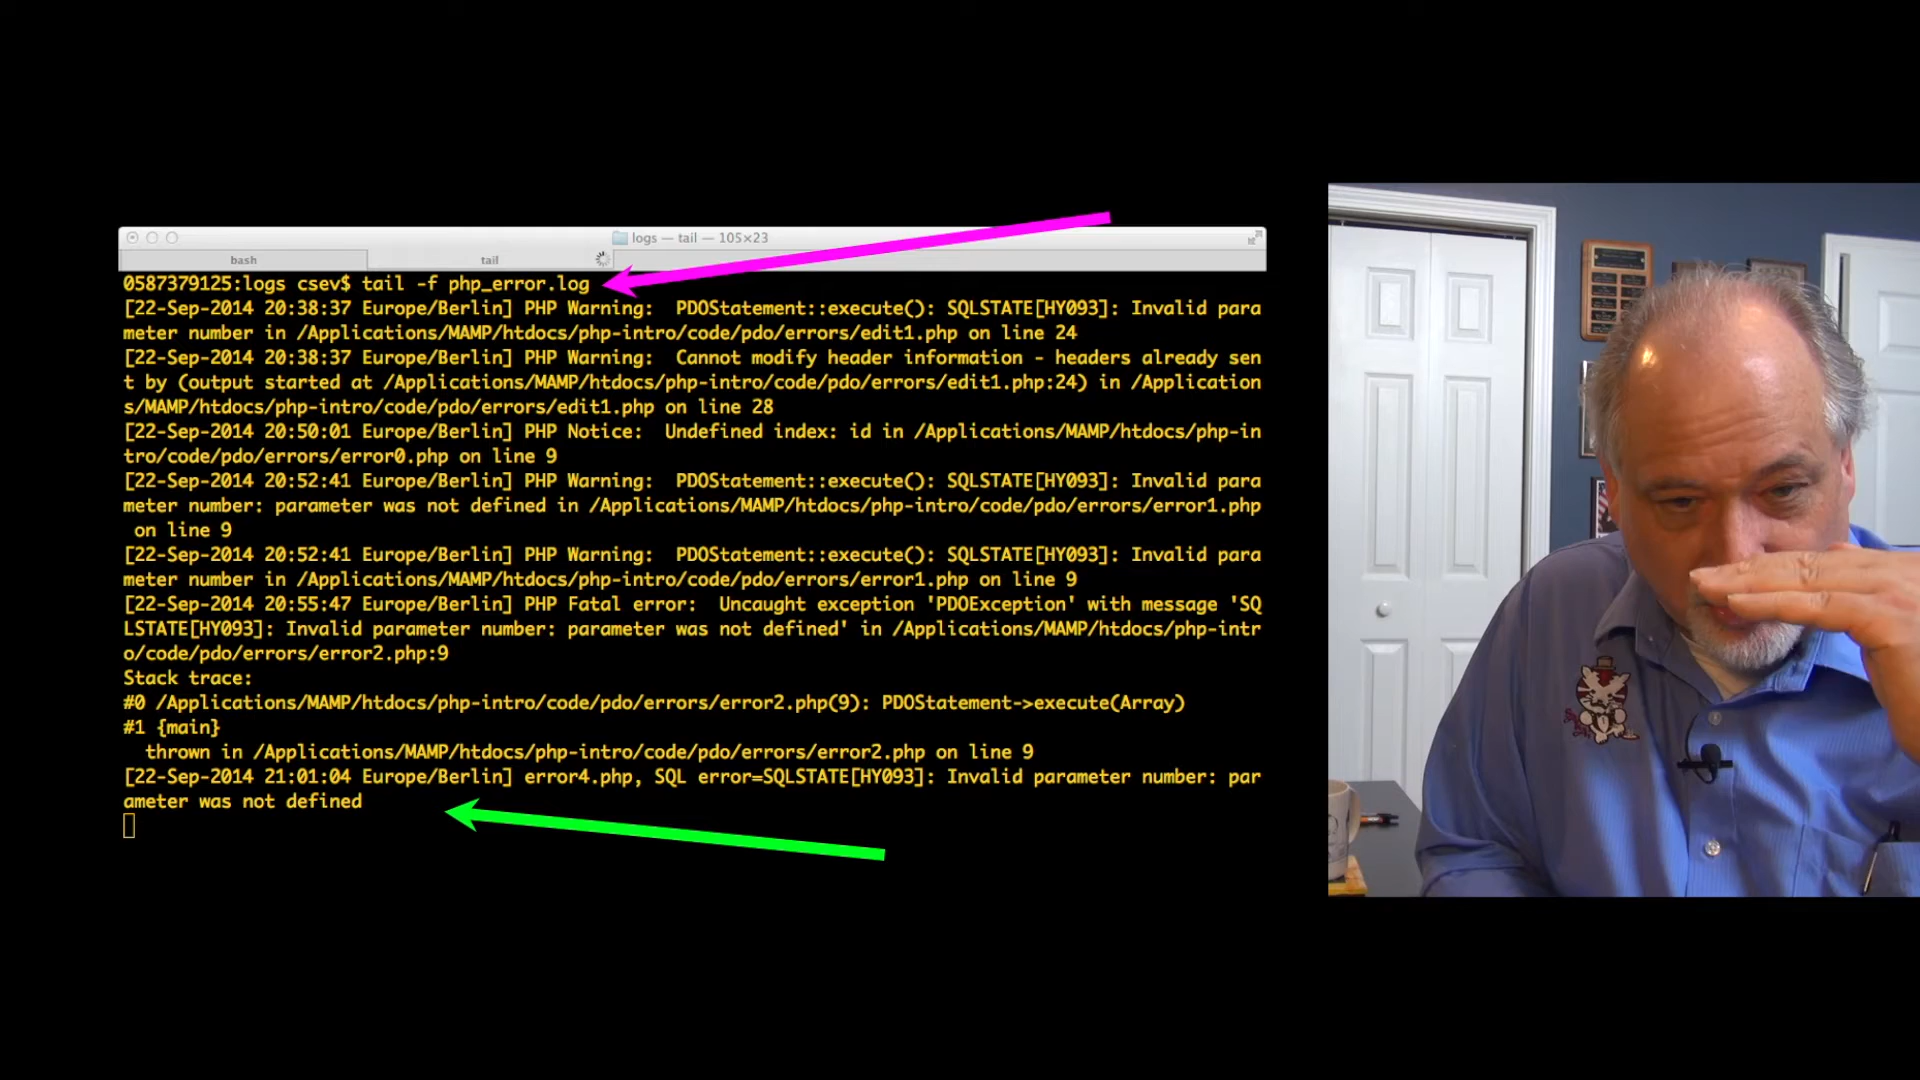 logs — tail — 105×23
bash
tail
0587379125:logs csev$ tail -f php_error.log
[22-Sep-2014 20:38:37 Europe/Berlin] PHP Warning:  PDOStatement::execute(): SQLSTATE[HY093]: Invalid para
meter number in /Applications/MAMP/htdocs/php-intro/code/pdo/errors/edit1.php on line 24
[22-Sep-2014 20:38:37 Europe/Berlin] PHP Warning:  Cannot modify header information - headers already sen
t by (output started at /Applications/MAMP/htdocs/php-intro/code/pdo/errors/edit1.php:24) in /Application
s/MAMP/htdocs/php-intro/code/pdo/errors/edit1.php on line 28
[22-Sep-2014 20:50:01 Europe/Berlin] PHP Notice:  Undefined index: id in /Applications/MAMP/htdocs/php-in
tro/code/pdo/errors/error0.php on line 9
[22-Sep-2014 20:52:41 Europe/Berlin] PHP Warning:  PDOStatement::execute(): SQLSTATE[HY093]: Invalid para
meter number: parameter was not defined in /Applications/MAMP/htdocs/php-intro/code/pdo/errors/error1.php
 on line 9
[22-Sep-2014 20:52:41 Europe/Berlin] PHP Warning:  PDOStatement::execute(): SQLSTATE[HY093]: Invalid para
meter number in /Applications/MAMP/htdocs/php-intro/code/pdo/errors/error1.php on line 9
[22-Sep-2014 20:55:47 Europe/Berlin] PHP Fatal error:  Uncaught exception 'PDOException' with message 'SQ
LSTATE[HY093]: Invalid parameter number: parameter was not defined' in /Applications/MAMP/htdocs/php-intr
o/code/pdo/errors/error2.php:9
Stack trace:
#0 /Applications/MAMP/htdocs/php-intro/code/pdo/errors/error2.php(9): PDOStatement->execute(Array)
#1 {main}
  thrown in /Applications/MAMP/htdocs/php-intro/code/pdo/errors/error2.php on line 9
[22-Sep-2014 21:01:04 Europe/Berlin] error4.php, SQL error=SQLSTATE[HY093]: Invalid parameter number: par
ameter was not defined